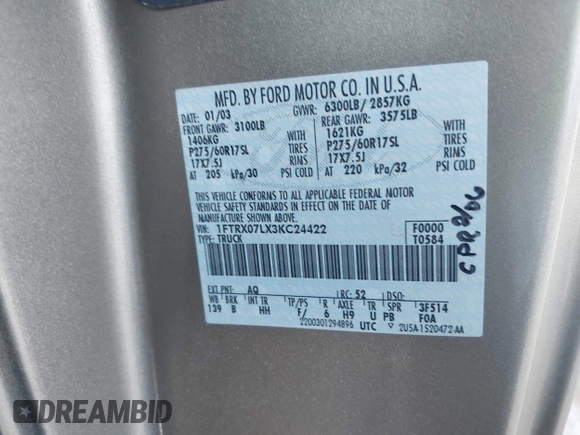 MFD. BY FORD MOTOR CO. IN U.S.A.
DATE: 01/03 GVWR: 6300LB/ 2857KG
FRONT GAWR: 3100LB REAR GAWR: 3575LB
1406KG WITH 1621KG WITH
P275/60R17SL TIRES P275/60R17SL TIRES
17X7.5J RIMS 17X7.5J RIMS
AT 205 kPa/30 PSI COLD AT 220 kPa/32 PSI COLD
THIS VEHICLE CONFORMS TO ALL APPLICABLE FEDERAL MOTOR
VEHICLE SAFETY STANDARDS IN EFFECT ON THE DATE OF
MANUFACTURE SHOWN ABOVE.
VIN: 1FTRX07LX3KC24422 F0000
TYPE: TRUCK T0584
EXT PNT: AQ RC: 52 DSO:
WB BRK INT TR TP/PS R AXLE TR SPR 3F514
139 B HH F/ 6 H9 U PB F0A
2200301294896 UTC 2U5A-1520472-AA
DREAMBID